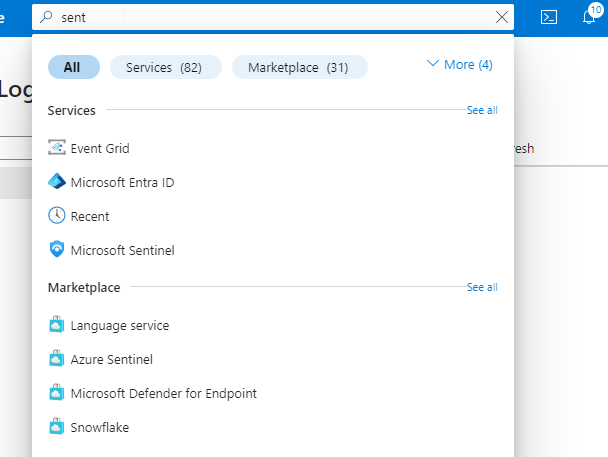 e
sent
10
All
Services (82)
Marketplace (31)
More (4)
Log
Services
See all
esh
Event Grid
Microsoft Entra ID
Recent
Microsoft Sentinel
Marketplace
See all
Language service
Azure Sentinel
Microsoft Defender for Endpoint
Snowflake